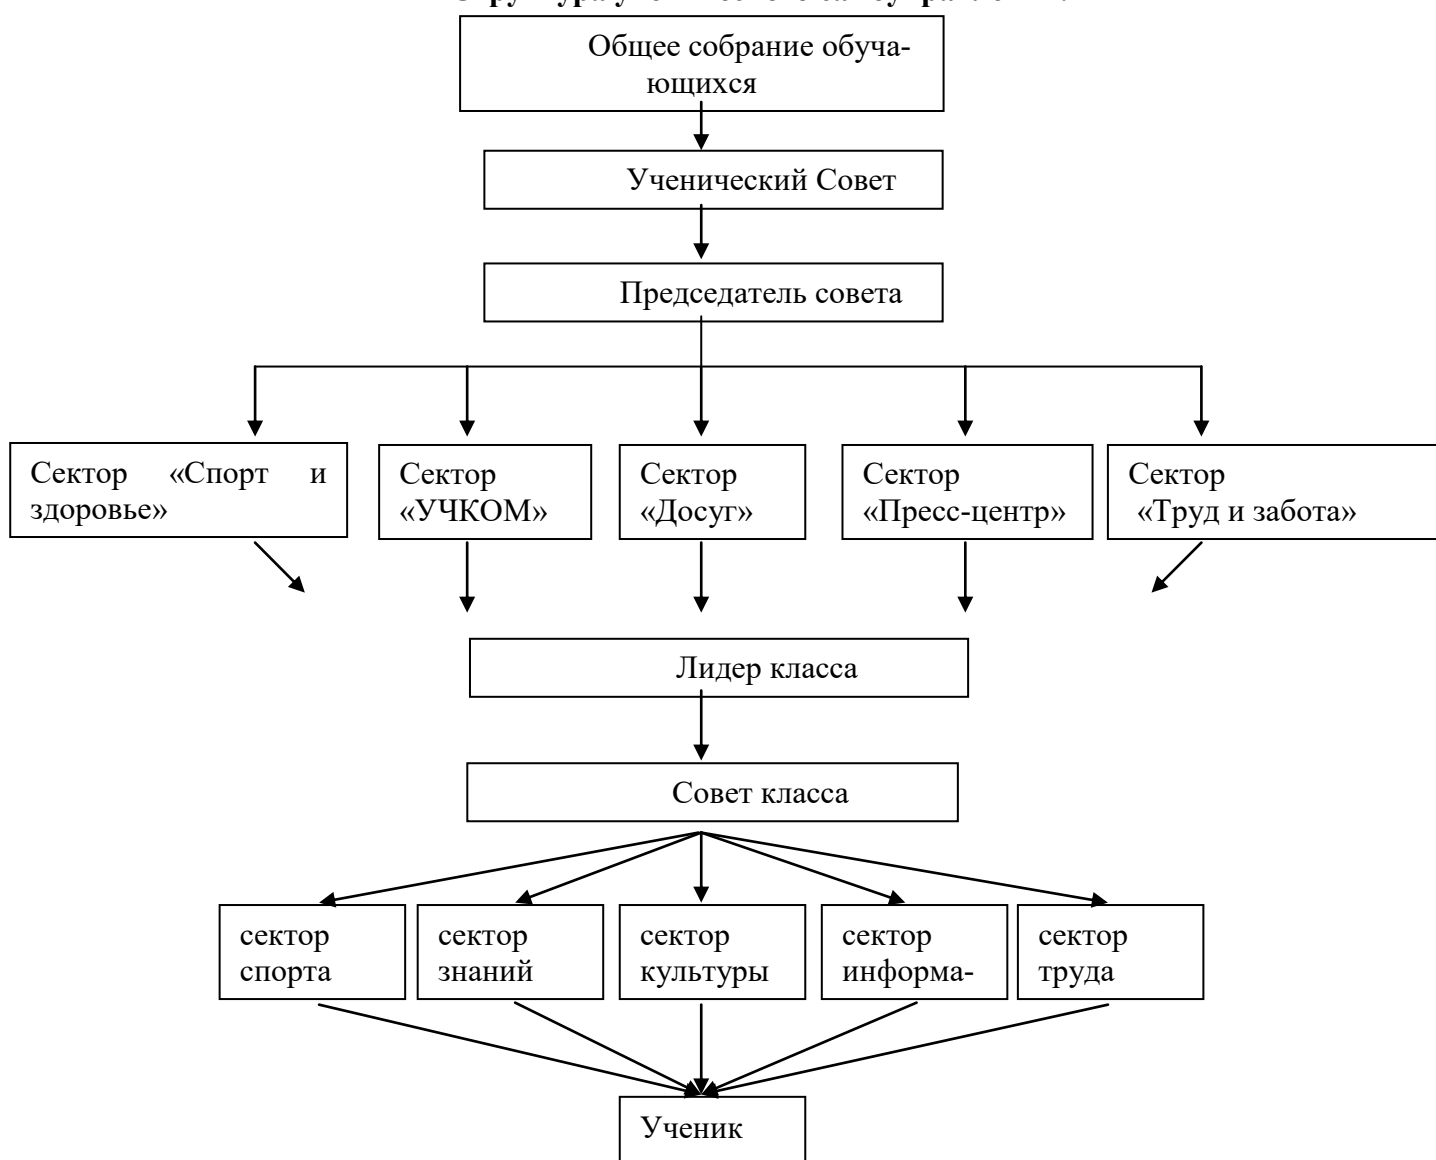 Общее собрание обуча-
ющихся
Ученический Совет
Председатель совета
Сектор «Спорт и
здоровье»
Сектор
«УЧКОМ»
Сектор
«Досуг»
Сектор
«Пресс-центр»
Сектор
«Труд и забота»
Лидер класса
Совет класса
сектор
спорта
сектор
знаний
сектор
культуры
сектор
информа-
сектор
труда
Ученик